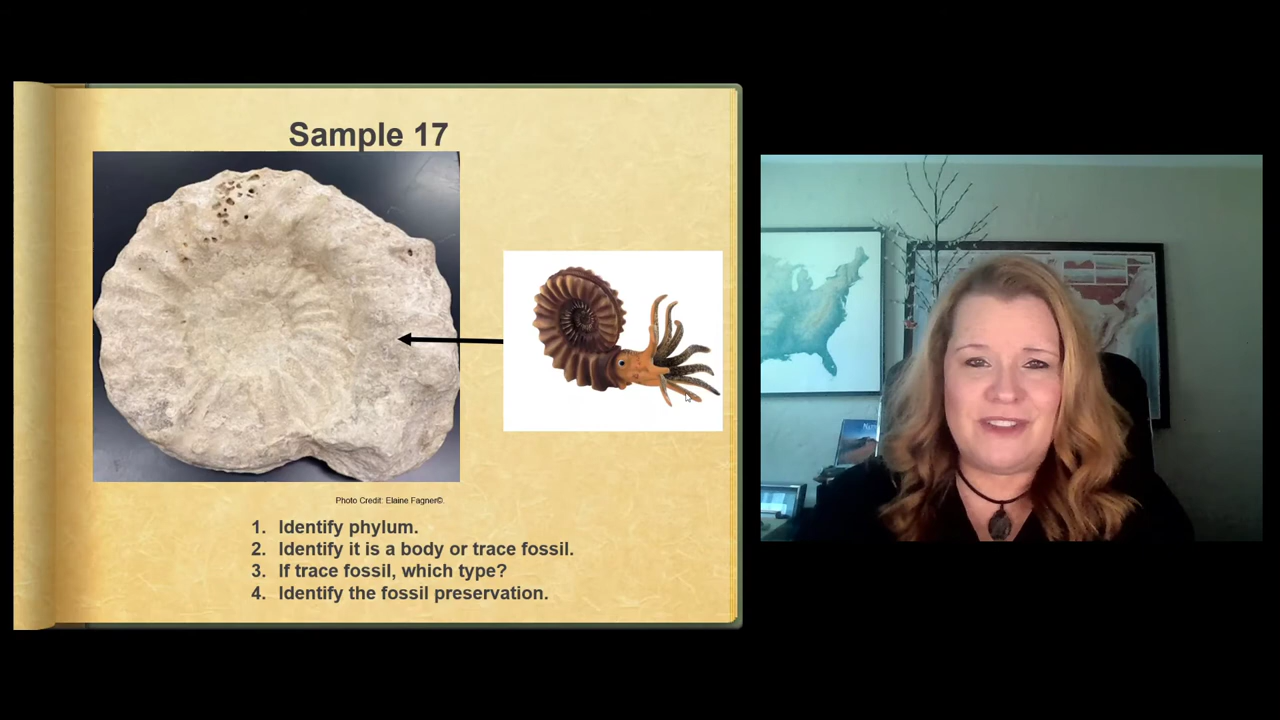 Sample 17
Photo Credit: Elaine Fagner©.
1. Identify phylum.
2. Identify it is a body or trace fossil.
3. If trace fossil, which type?
4. Identify the fossil preservation.